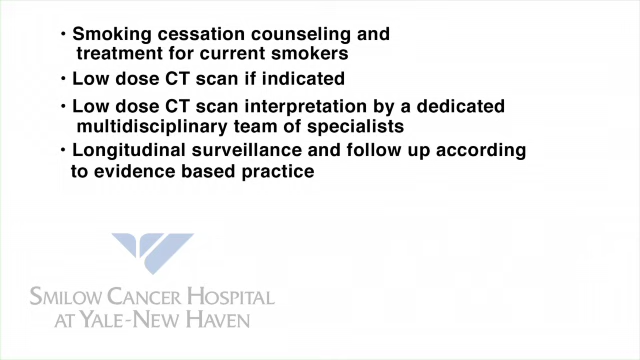 • Smoking cessation counseling and
treatment for current smokers
• Low dose CT scan if indicated
• Low dose CT scan interpretation by a dedicated
multidisciplinary team of specialists
• Longitudinal surveillance and follow up according
to evidence based practice
SMILOW CANCER HOSPITAL
AT YALE-NEW HAVEN